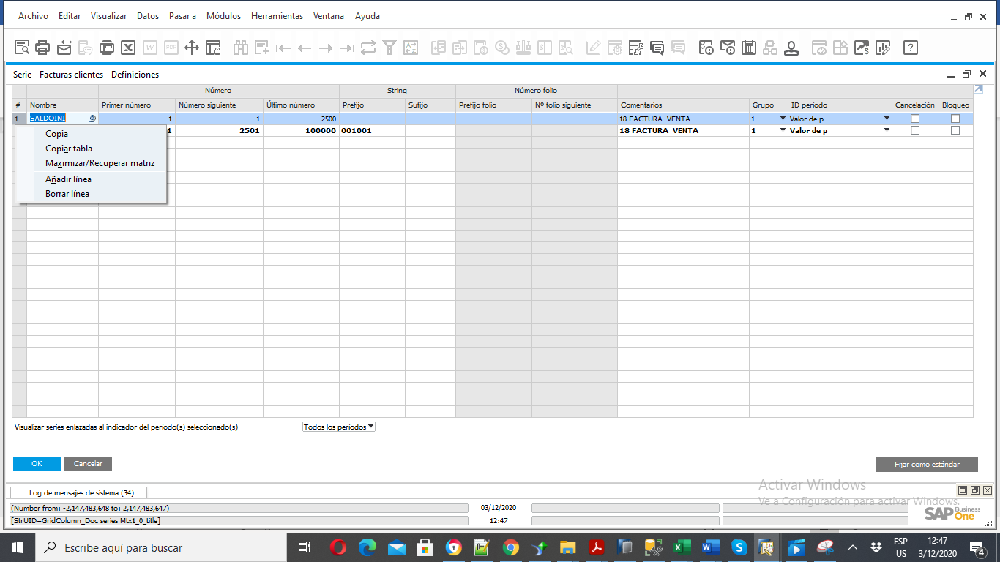 Archivo Editar Visualizar Datos Pasar a Módulos Herramientas Ventana Ayuda
Serie - Facturas clientes - Definiciones
Número String Número folio
# Nombre Primer número Número siguiente Último número Prefijo Sufijo Prefijo folio Nº folio siguiente Comentarios Grupo ID período Cancelación Bloqueo
1 SALDOINI 1 1 2500 18 FACTURA VENTA 1 Valor de p
1 2501 100000 001001 18 FACTURA VENTA 1 Valor de p
Copia
Copiar tabla
Maximizar/Recuperar matriz
Añadir línea
Borrar línea
Visualizar series enlazadas al indicador del período(s) seleccionado(s) Todos los períodos
OK Cancelar Fijar como estándar
Activar Windows
Ve a Configuración para activar Windows.
Log de mensajes de sistema (34)
(Number from: -2,147,483,648 to: 2,147,483,647) 03/12/2020
[StrUID=GridColumn_Doc series Mtx1_0_title] 12:47
SAP Business One
Escribe aquí para buscar
ESP
US
12:47
3/12/2020
4